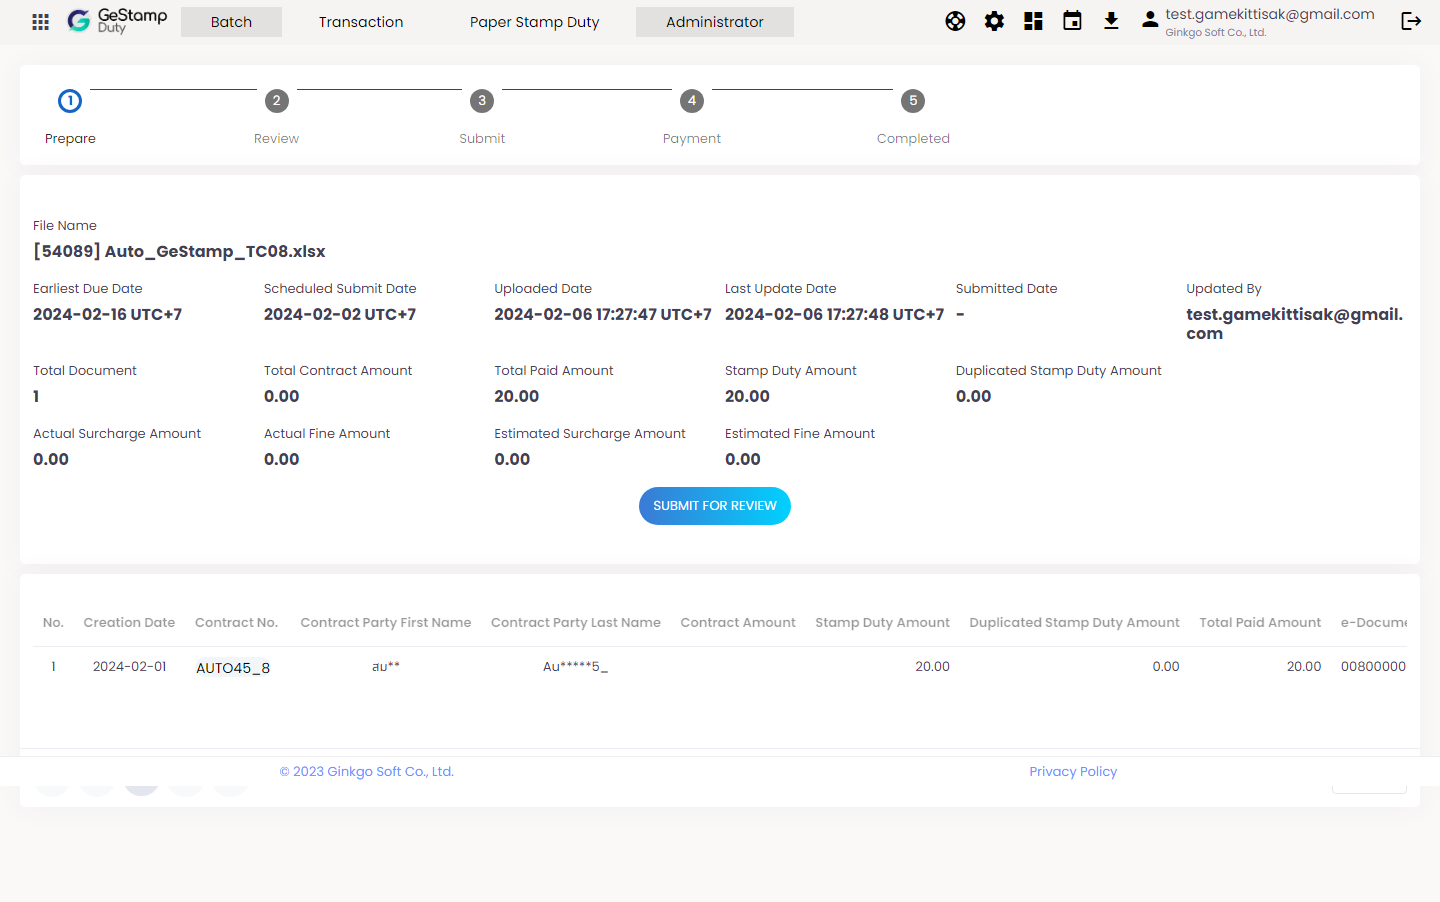 GeStamp
Duty
Batch
Transaction
Paper Stamp Duty
Administrator
test.gamekittisak@gmail.com
Ginkgo Soft Co., Ltd.
1
2
3
4
5
Prepare
Review
Submit
Payment
Completed
File Name
[54089] Auto_GeStamp_TC08.xlsx
Earliest Due Date
Scheduled Submit Date
Uploaded Date
Last Update Date
Submitted Date
Updated By
2024-02-16 UTC+7
2024-02-02 UTC+7
2024-02-06 17:27:47 UTC+7
2024-02-06 17:27:48 UTC+7
-
test.gamekittisak@gmail.
com
Total Document
Total Contract Amount
Total Paid Amount
Stamp Duty Amount
Duplicated Stamp Duty Amount
1
0.00
20.00
20.00
0.00
Actual Surcharge Amount
Actual Fine Amount
Estimated Surcharge Amount
Estimated Fine Amount
0.00
0.00
0.00
0.00
SUBMIT FOR REVIEW
No.
Creation Date
Contract No.
Contract Party First Name
Contract Party Last Name
Contract Amount
Stamp Duty Amount
Duplicated Stamp Duty Amount
Total Paid Amount
e-Docume
1
2024-02-01
AUTO45_8
สม**
Au*****5_
20.00
0.00
20.00
00800000
© 2023 Ginkgo Soft Co., Ltd.
Privacy Policy